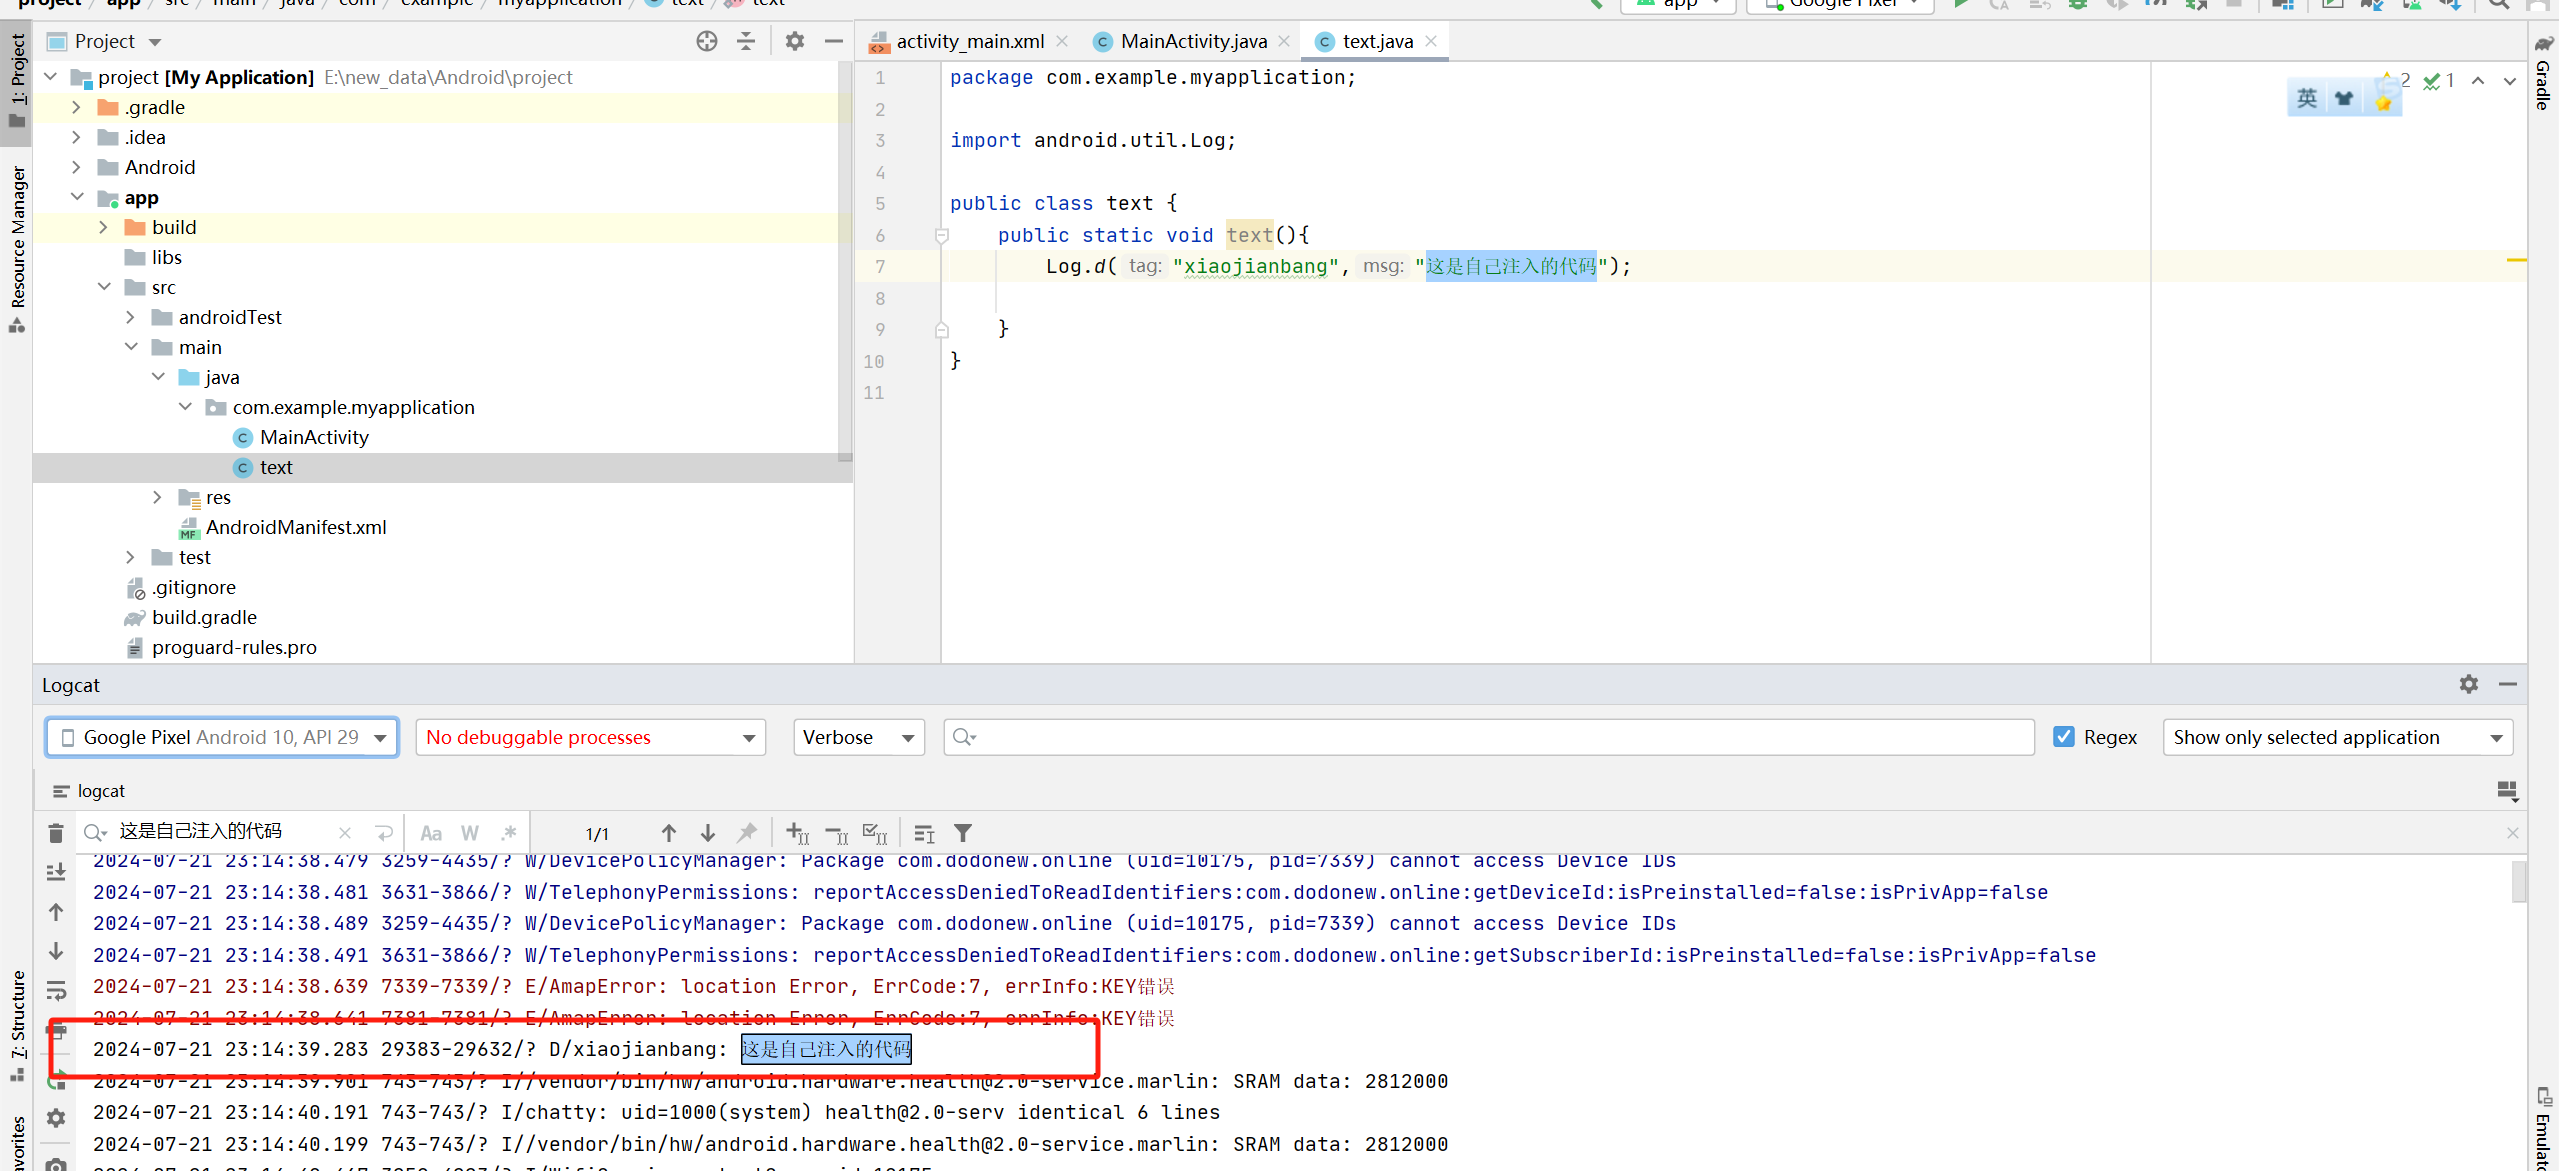 project / app / src / main / java / com / example / myapplication / text / text
app
Google Pixel
1: Project
Resource Manager
7: Structure
Gradle
Project
project [My Application] E:\new_data\Android\project
.gradle
.idea
Android
app
build
libs
src
androidTest
main
java
com.example.myapplication
MainActivity
text
res
AndroidManifest.xml
test
.gitignore
build.gradle
proguard-rules.pro
activity_main.xml
MainActivity.java
text.java
英
2
1
1 package com.example.myapplication;
2
3 import android.util.Log;
4
5 public class text {
6 public static void text(){
7 Log.d( tag: "xiaojianbang", msg: "这是自己注入的代码");
8
9 }
10 }
11
Logcat
Google Pixel Android 10, API 29
No debuggable processes
Verbose
Regex
Show only selected application
logcat
这是自己注入的代码
Aa W .*
1/1
2024-07-21 23:14:38.479 3259-4435/? W/DevicePolicyManager: Package com.dodonew.online (uid=10175, pid=7339) cannot access Device IDs
2024-07-21 23:14:38.481 3631-3866/? W/TelephonyPermissions: reportAccessDeniedToReadIdentifiers:com.dodonew.online:getDeviceId:isPreinstalled=false:isPrivApp=false
2024-07-21 23:14:38.489 3259-4435/? W/DevicePolicyManager: Package com.dodonew.online (uid=10175, pid=7339) cannot access Device IDs
2024-07-21 23:14:38.491 3631-3866/? W/TelephonyPermissions: reportAccessDeniedToReadIdentifiers:com.dodonew.online:getSubscriberId:isPreinstalled=false:isPrivApp=false
2024-07-21 23:14:38.639 7339-7339/? E/AmapError: location Error, ErrCode:7, errInfo:KEY错误
2024-07-21 23:14:38.641 7381-7381/? E/AmapError: location Error, ErrCode:7, errInfo:KEY错误
2024-07-21 23:14:39.283 29383-29632/? D/xiaojianbang: 这是自己注入的代码
2024-07-21 23:14:39.901 743-743/? I//vendor/bin/hw/android.hardware.health@2.0-service.marlin: SRAM data: 2812000
2024-07-21 23:14:40.191 743-743/? I/chatty: uid=1000(system) health@2.0-serv identical 6 lines
2024-07-21 23:14:40.199 743-743/? I//vendor/bin/hw/android.hardware.health@2.0-service.marlin: SRAM data: 2812000